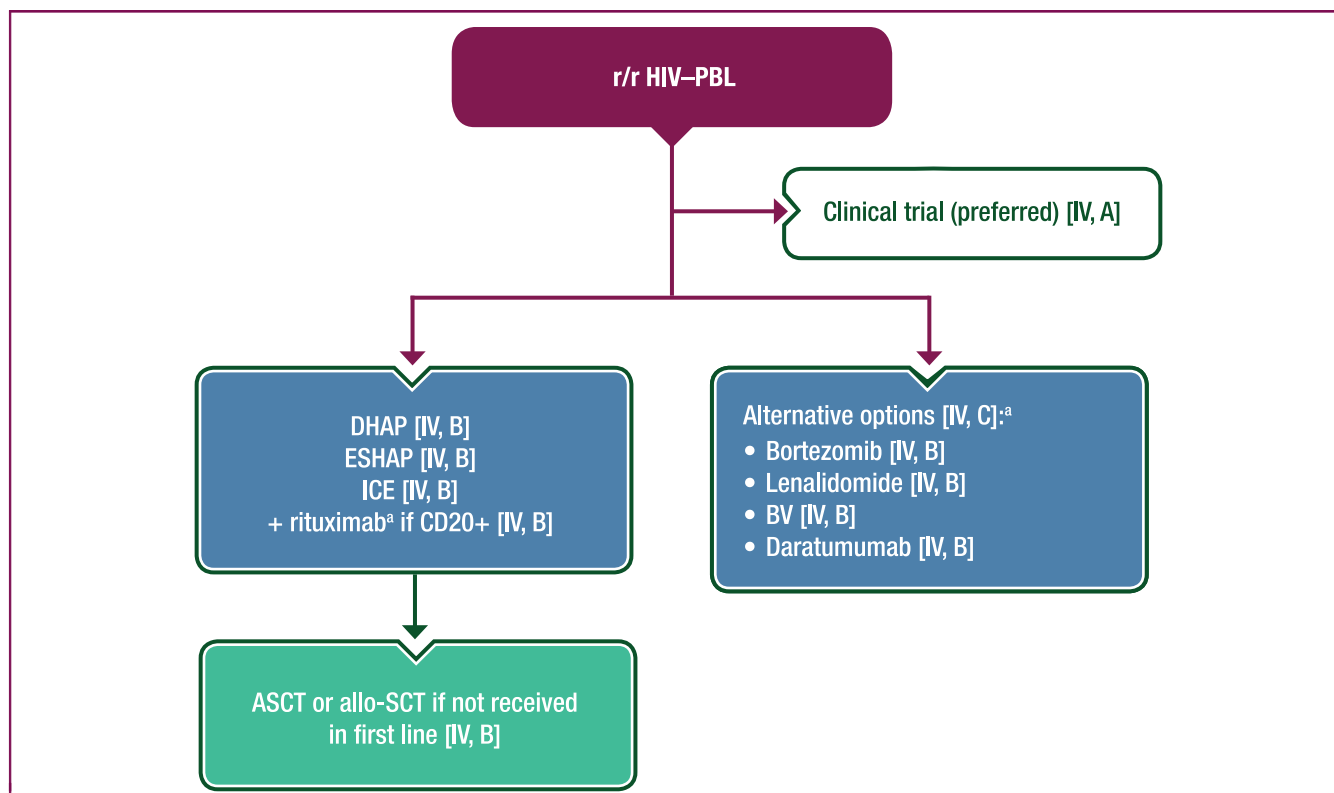 r/r HIV–PBL
Clinical trial (preferred) [IV, A]
DHAP [IV, B]
ESHAP [IV, B]
ICE [IV, B]
+ rituximabᵃ if CD20+ [IV, B]
Alternative options [IV, C]:ᵃ
• Bortezomib [IV, B]
• Lenalidomide [IV, B]
• BV [IV, B]
• Daratumumab [IV, B]
ASCT or allo-SCT if not received
in first line [IV, B]